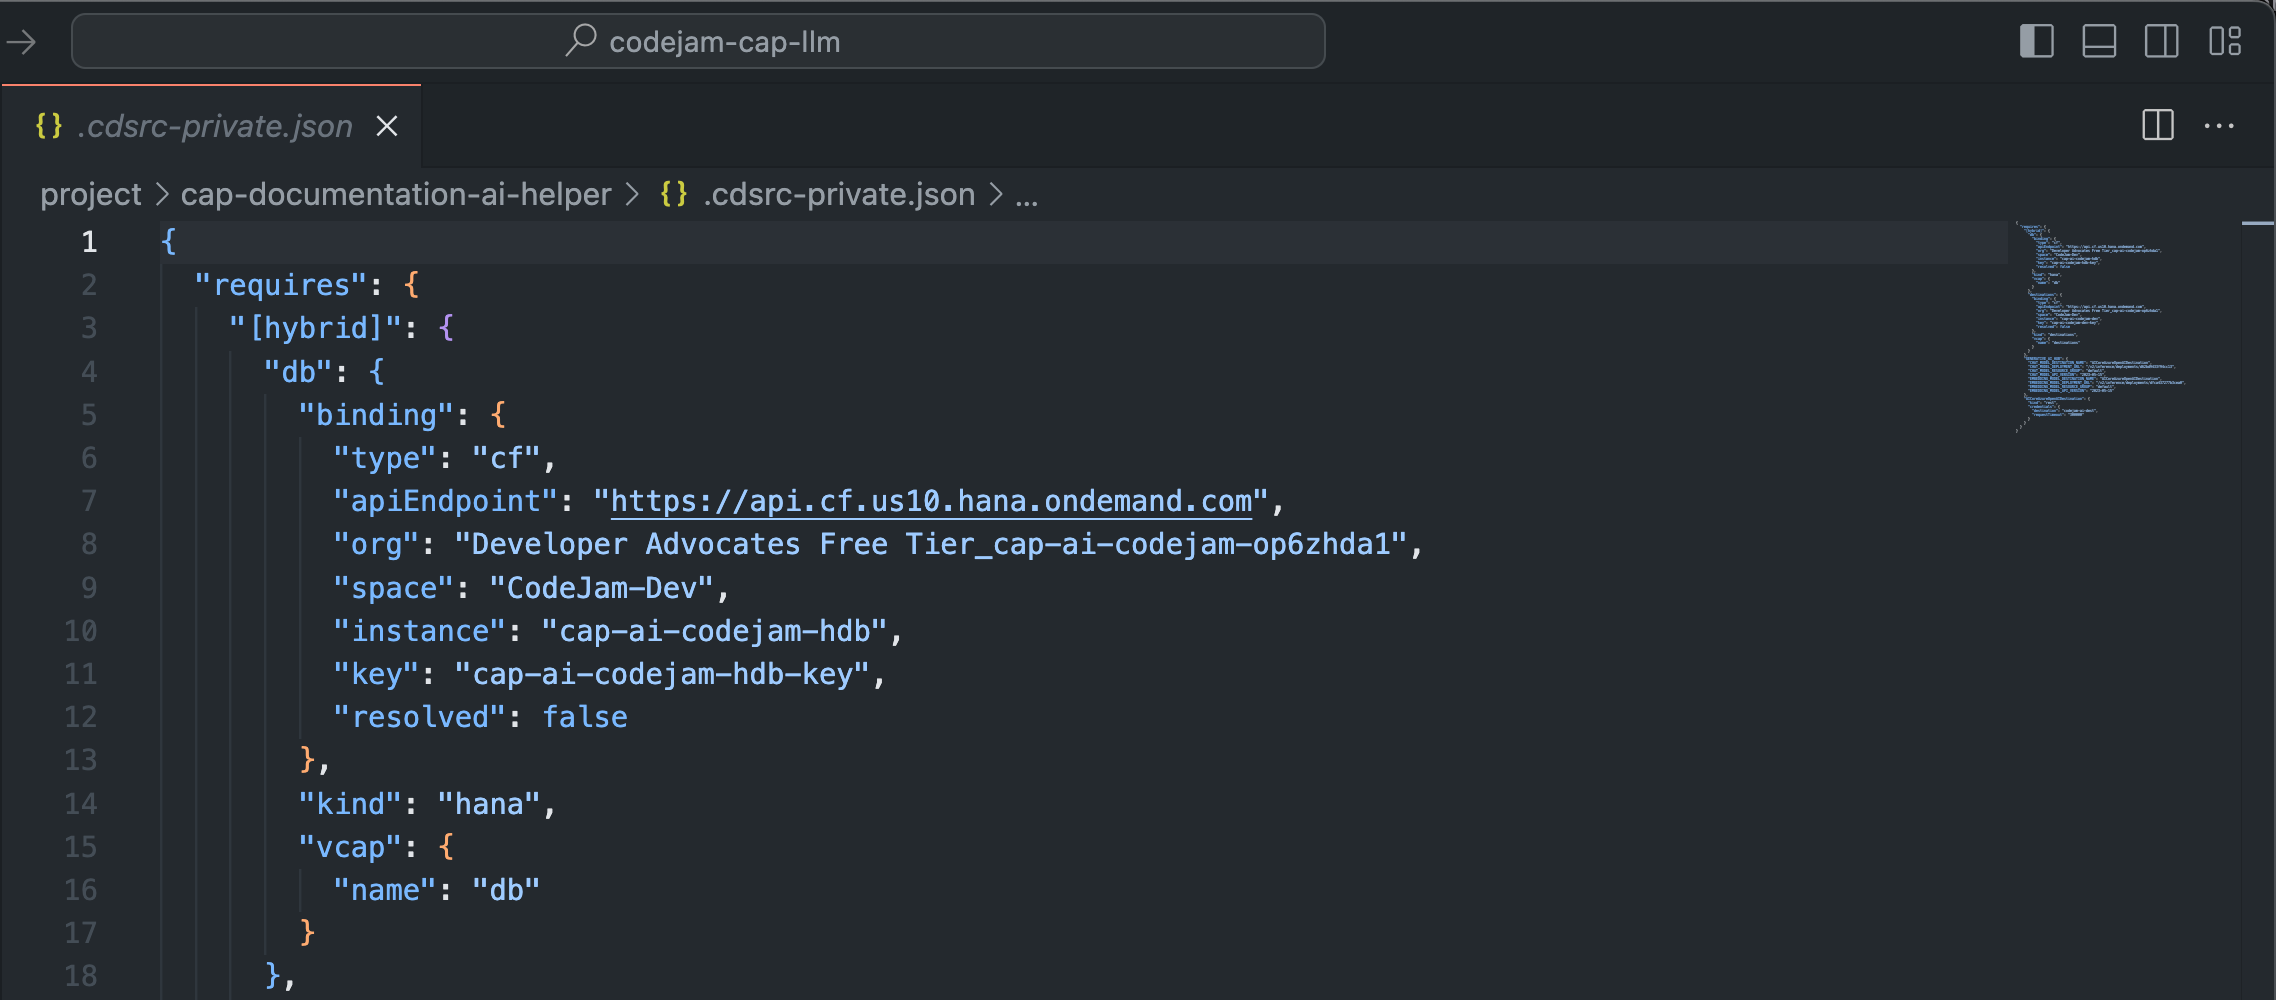 codejam-cap-llm
{} .cdsrc-private.json
project > cap-documentation-ai-helper > {} .cdsrc-private.json > ...
1 {
2 "requires": {
3 "[hybrid]": {
4 "db": {
5 "binding": {
6 "type": "cf",
7 "apiEndpoint": "https://api.cf.us10.hana.ondemand.com",
8 "org": "Developer Advocates Free Tier_cap-ai-codejam-op6zhda1",
9 "space": "CodeJam-Dev",
10 "instance": "cap-ai-codejam-hdb",
11 "key": "cap-ai-codejam-hdb-key",
12 "resolved": false
13 },
14 "kind": "hana",
15 "vcap": {
16 "name": "db"
17 }
18 },